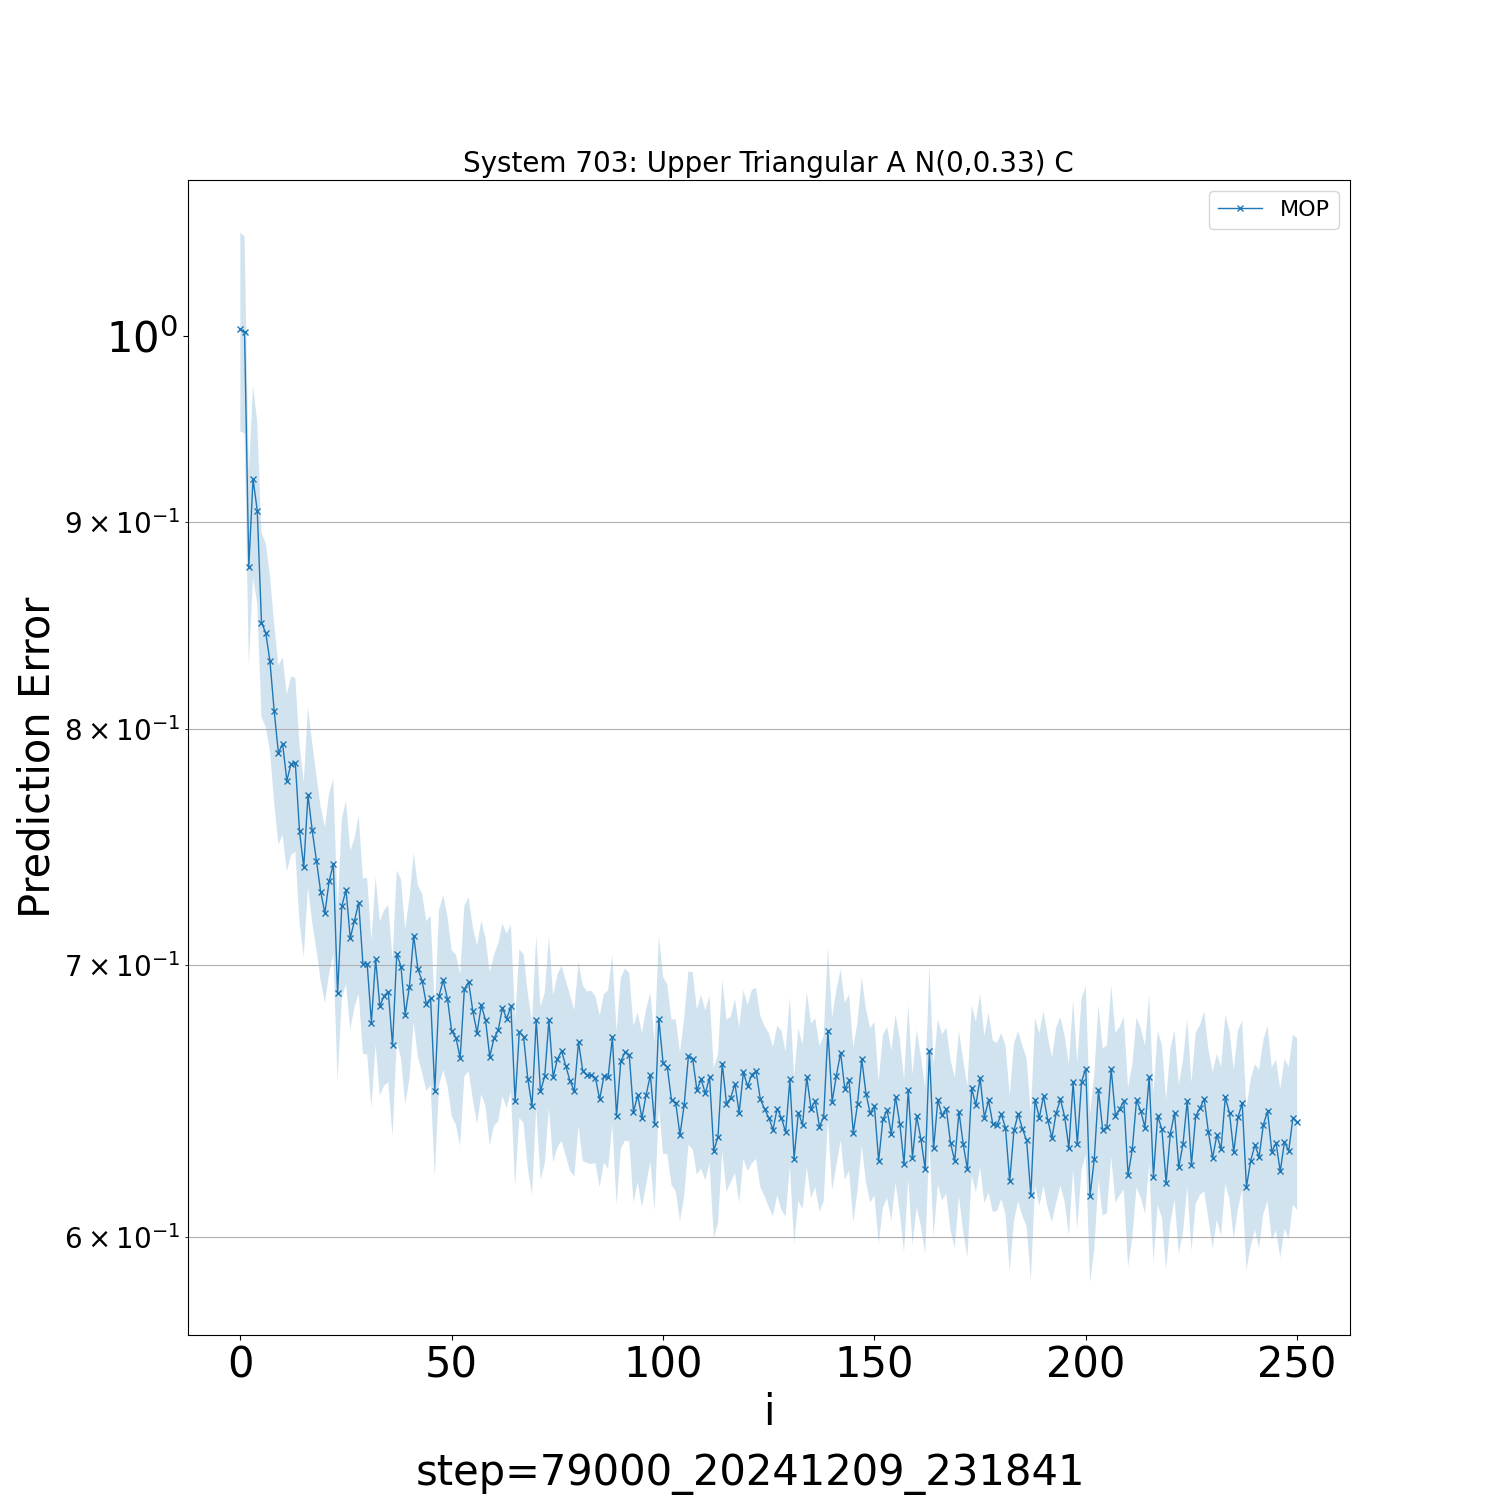 System 703: Upper Triangular A N(0,0.33) C
MOP
10⁰
9 × 10⁻¹
8 × 10⁻¹
7 × 10⁻¹
6 × 10⁻¹
Prediction Error
0 50 100 150 200 250
i
step=79000_20241209_231841